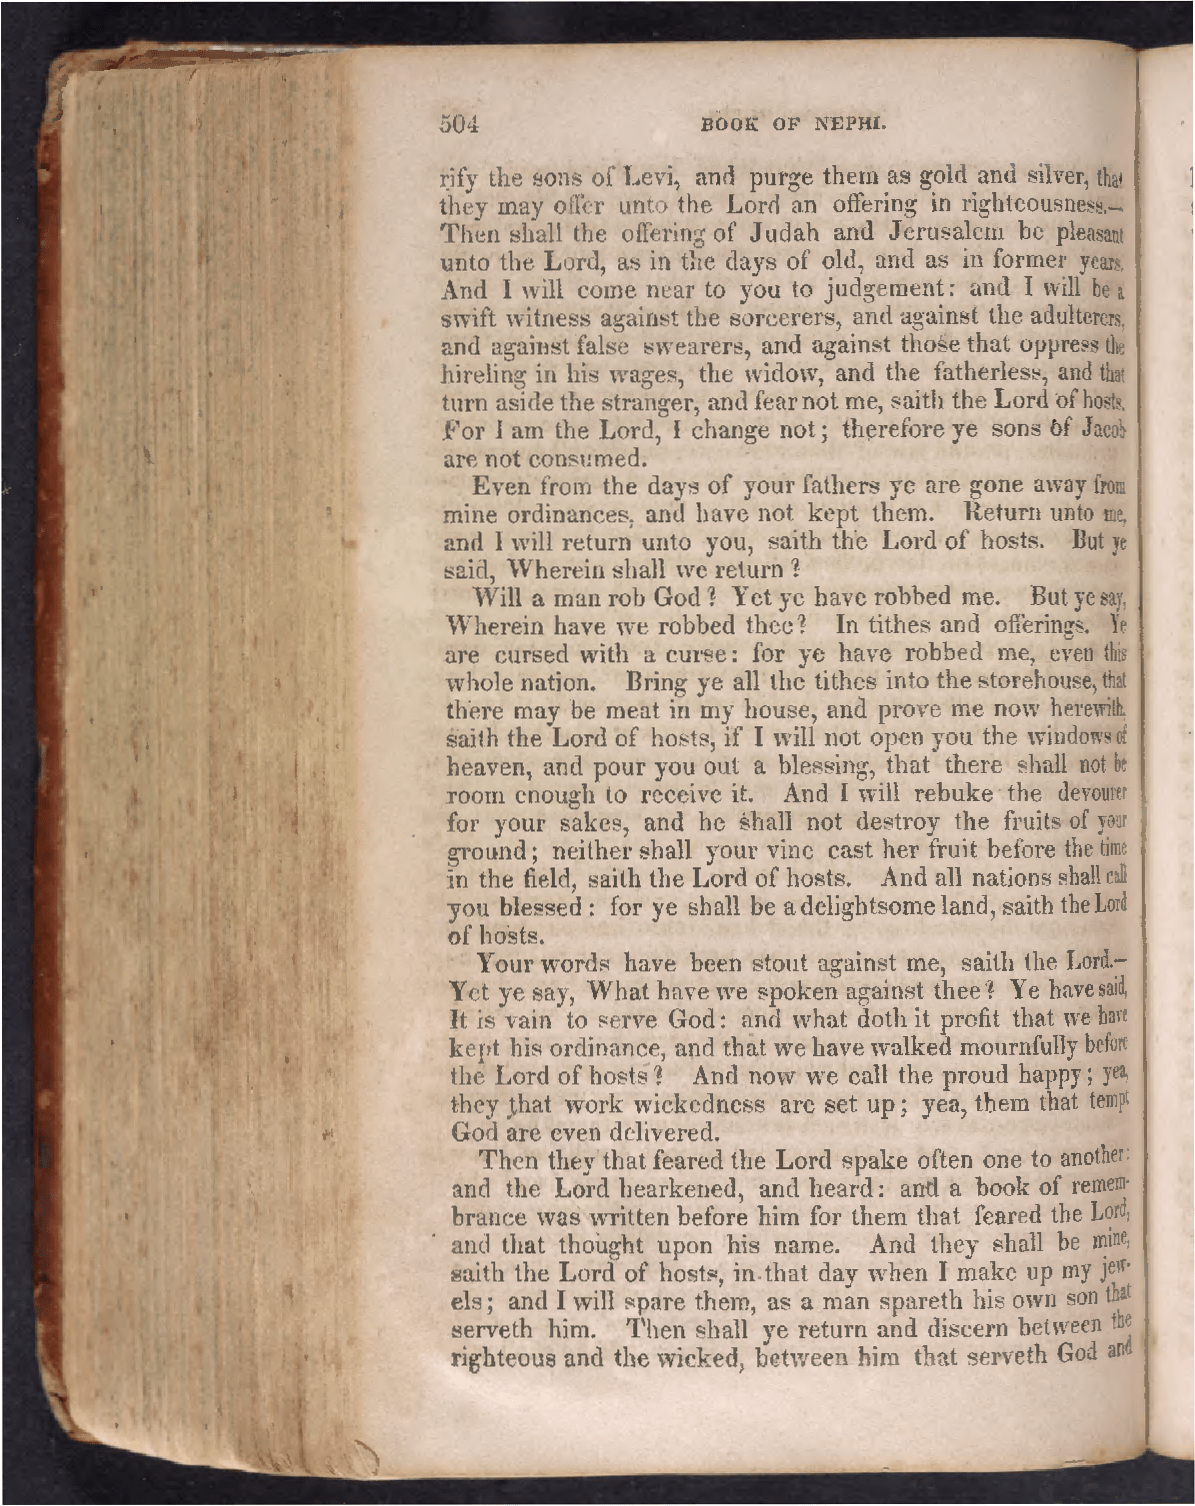 504 BOOK OF NEPHI.
rify the sons of Levi, and purge them as gold and silver, that
they may offer unto the Lord an offering in righteousness.—
Then shall the offering of Judah and Jerusalem be pleasant
unto the Lord, as in the days of old, and as in former years.
And I will come near to you to judgement: and I will be a
swift witness against the sorcerers, and against the adulterers,
and against false swearers, and against those that oppress the
hireling in his wages, the widow, and the fatherless, and that
turn aside the stranger, and fear not me, saith the Lord of hosts.
For I am the Lord, I change not; therefore ye sons of Jacob
are not consumed.
Even from the days of your fathers ye are gone away from
mine ordinances, and have not kept them. Return unto me,
and I will return unto you, saith the Lord of hosts. But ye
said, Wherein shall we return?
Will a man rob God? Yet ye have robbed me. But ye say,
Wherein have we robbed thee? In tithes and offerings. Ye
are cursed with a curse: for ye have robbed me, even this
whole nation. Bring ye all the tithes into the storehouse, that
there may be meat in my house, and prove me now herewith,
saith the Lord of hosts, if I will not open you the windows of
heaven, and pour you out a blessing, that there shall not be
room enough to receive it. And I will rebuke the devourer
for your sakes, and he shall not destroy the fruits of your
ground; neither shall your vine cast her fruit before the time
in the field, saith the Lord of hosts. And all nations shall call
you blessed: for ye shall be a delightsome land, saith the Lord
of hosts.
Your words have been stout against me, saith the Lord.—
Yet ye say, What have we spoken against thee? Ye have said,
It is vain to serve God: and what doth it profit that we have
kept his ordinance, and that we have walked mournfully before
the Lord of hosts? And now we call the proud happy; yea,
they that work wickedness are set up; yea, them that tempt
God are even delivered.
Then they that feared the Lord spake often one to another:
and the Lord hearkened, and heard: and a book of remem-
brance was written before him for them that feared the Lord,
and that thought upon his name. And they shall be mine,
saith the Lord of hosts, in that day when I make up my jew-
els; and I will spare them, as a man spareth his own son that
serveth him. Then shall ye return and discern between the
righteous and the wicked, between him that serveth God and